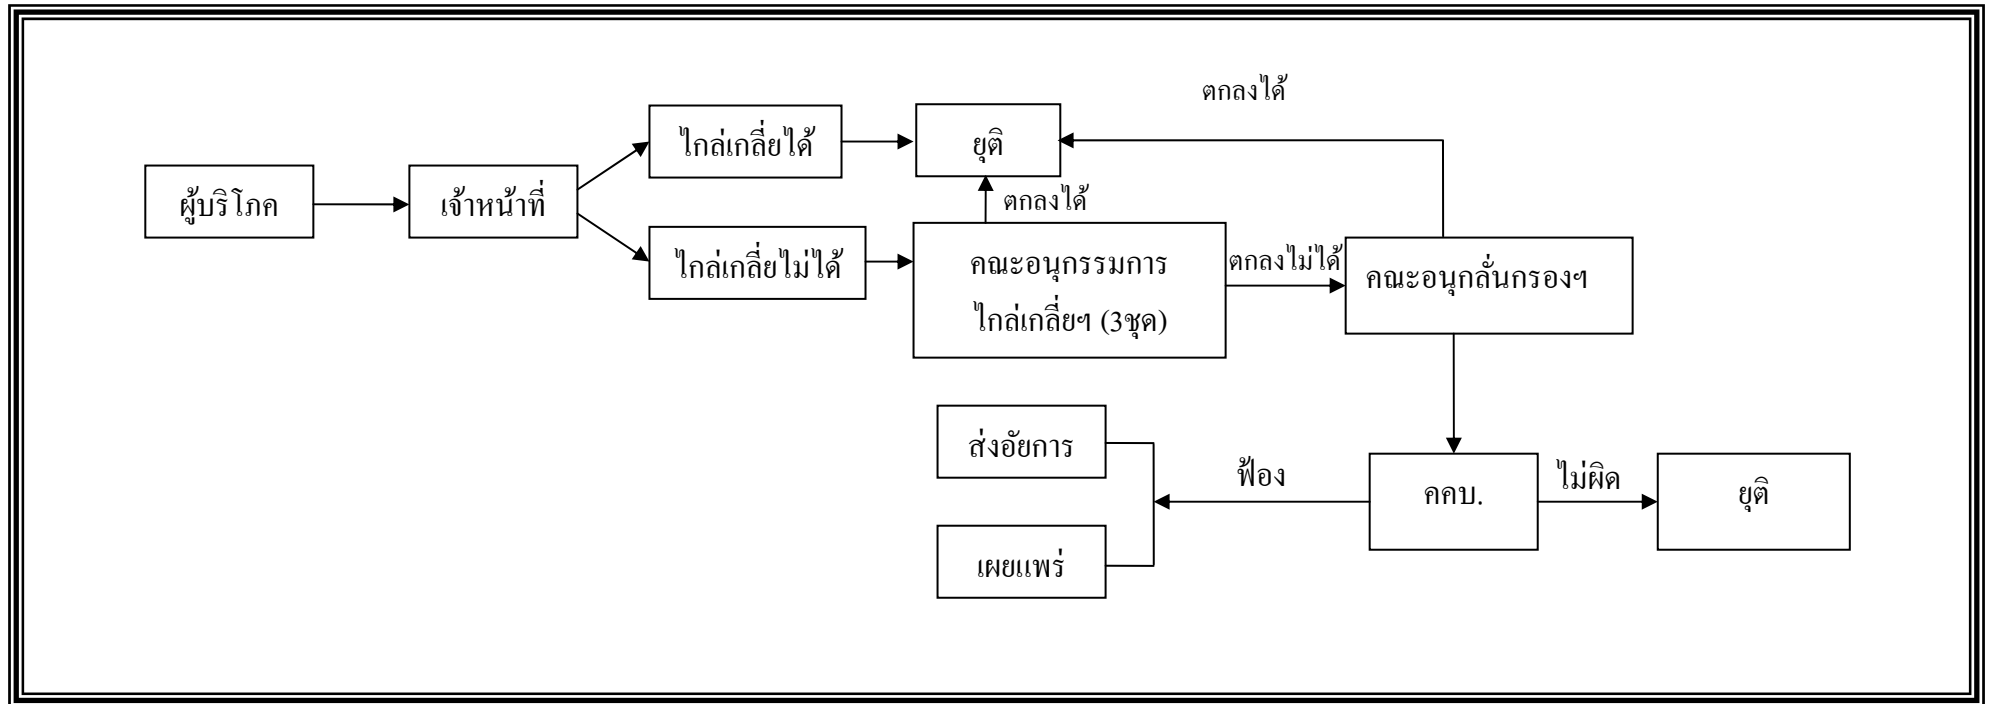 ตกลงได้
ไกล่เกลี่ยได้
ยุติ
ผู้บริโภค
เจ้าหน้าที่
ตกลงได้
ไกล่เกลี่ยไม่ได้
คณะอนุกรรมการ
ไกล่เกลี่ยฯ (3ชุด)
ตกลงไม่ได้
คณะอนุกลั่นกรองฯ
ส่งอัยการ
ฟ้อง
คคบ.
ไม่ผิด
ยุติ
เผยแพร่